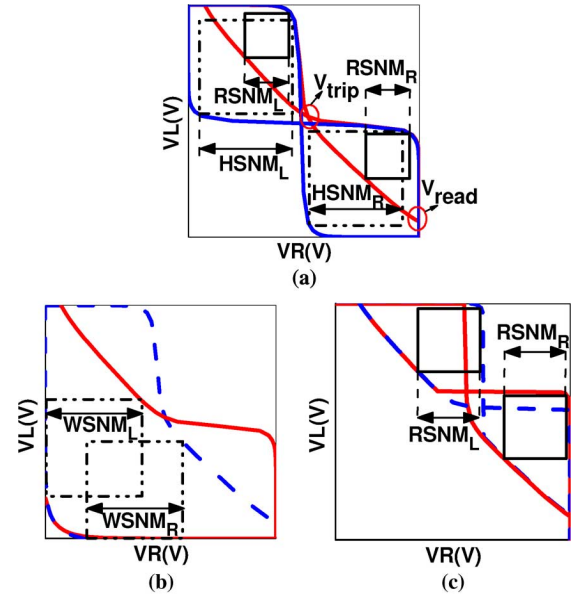 RSNM_R
V_trip
RSNM_L
HSNM_L
HSNM_R
V_read
VL(V)
VR(V)
(a)
WSNM_L
WSNM_R
VL(V)
VR(V)
(b)
RSNM_R
RSNM_L
VL(V)
VR(V)
(c)